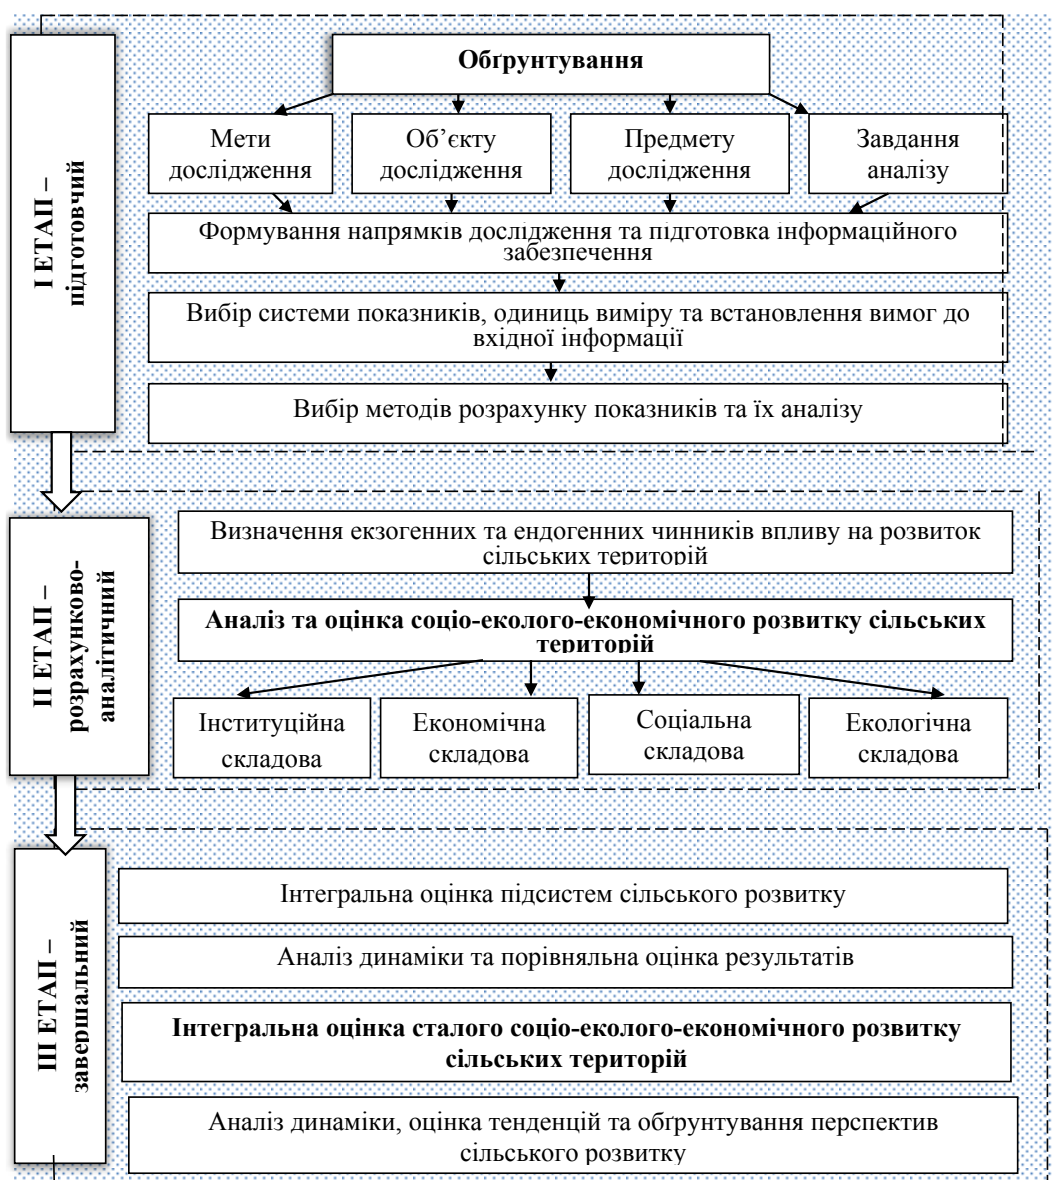 І ЕТАП –
підготовчий
Обґрунтування
Мети
дослідження
Об’єкту
дослідження
Предмету
дослідження
Завдання
аналізу
Формування напрямків дослідження та підготовка інформаційного
забезпечення
Вибір системи показників, одиниць виміру та встановлення вимог до
вхідної інформації
Вибір методів розрахунку показників та їх аналізу
ІІ ЕТАП –
розрахунково-
аналітичний
Визначення екзогенних та ендогенних чинників впливу на розвиток
сільських територій
Аналіз та оцінка соціо-еколого-економічного розвитку сільських
територій
Інституційна
складова
Економічна
складова
Соціальна
складова
Екологічна
складова
ІІІ ЕТАП –
завершальний
Інтегральна оцінка підсистем сільського розвитку
Аналіз динаміки та порівняльна оцінка результатів
Інтегральна оцінка сталого соціо-еколого-економічного розвитку
сільських територій
Аналіз динаміки, оцінка тенденцій та обґрунтування перспектив
сільського розвитку